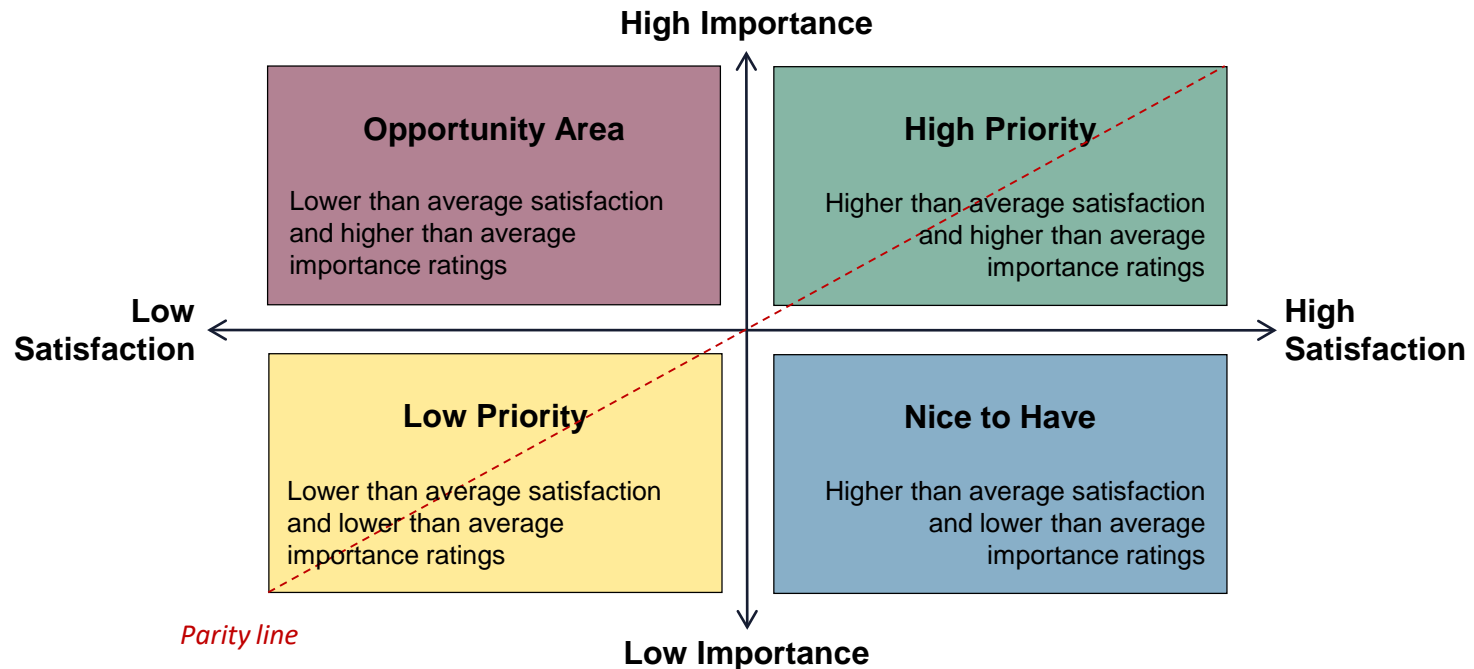 High Importance
Opportunity Area
Lower than average satisfaction
and higher than average
importance ratings
High Priority
Higher than average satisfaction
and higher than average
importance ratings
Low
Satisfaction
High
Satisfaction
Low Priority
Lower than average satisfaction
and lower than average
importance ratings
Nice to Have
Higher than average satisfaction
and lower than average
importance ratings
Parity line
Low Importance